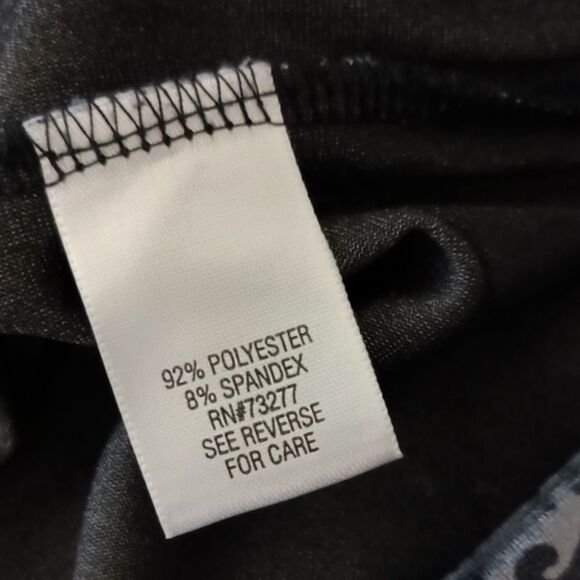 92% POLYESTER
8% SPANDEX
RN#73277
SEE REVERSE
FOR CARE